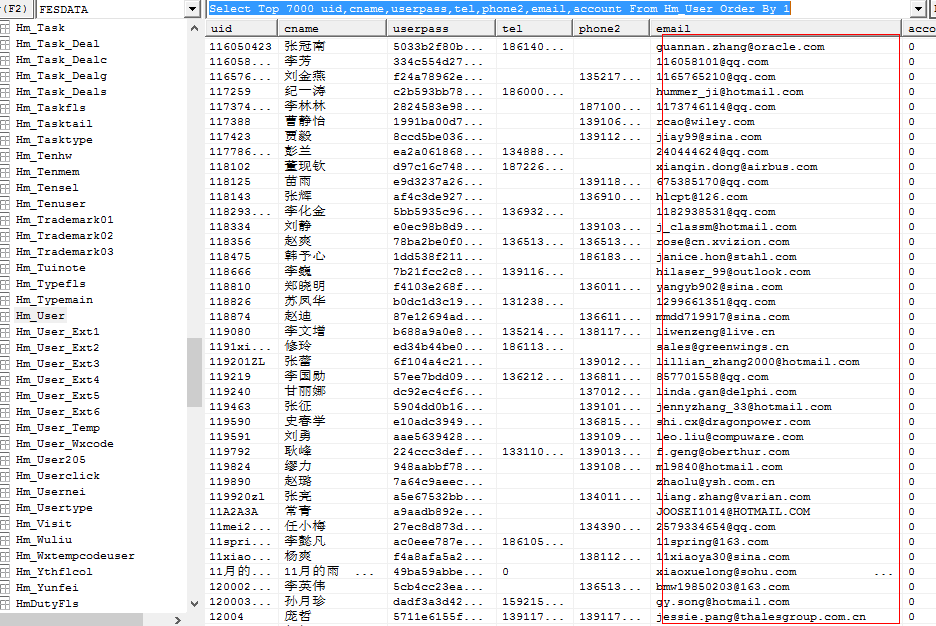 (F2) FESDATA Select Top 7000 uid,cname,userpass,tel,phone2,email,account From Hm_User Order By 1
Hm_Task
Hm_Task_Deal
Hm_Task_Dealc
Hm_Task_Dealg
Hm_Task_Deals
Hm_Taskfls
Hm_Tasktail
Hm_Tasktype
Hm_Tenhw
Hm_Tenmem
Hm_Tensel
Hm_Tenuser
Hm_Trademark01
Hm_Trademark02
Hm_Trademark03
Hm_Tuinote
Hm_Typefls
Hm_Typemain
Hm_User
Hm_User_Ext1
Hm_User_Ext2
Hm_User_Ext3
Hm_User_Ext4
Hm_User_Ext5
Hm_User_Ext6
Hm_User_Temp
Hm_User_Wxcode
Hm_User205
Hm_Userclick
Hm_Usernei
Hm_Usertype
Hm_Visit
Hm_Wuliu
Hm_Wxtempcodeuser
Hm_Ythflcol
Hm_Yunfei
HmDutyFls
uid cname userpass tel phone2 email accou
116050423 张冠南 5033b2f80b... 186140... guannan.zhang@oracle.com 0
116058... 李芳 334c554d27... 116058101@qq.com 0
116576... 刘金燕 f24a78962e... 135217... 1165765210@qq.com 0
117259 纪一涛 c2b593bb78... 186000... hummer_ji@hotmail.com 0
117374... 李林林 2824583e98... 187100... 1173746114@qq.com 0
117388 曹静怡 1991ba00d7... 139106... rcao@wiley.com 0
117423 贾毅 8ccd5be036... 139112... jiay99@sina.com 0
117786... 彭兰 ea2a061868... 134888... 240444624@qq.com 0
118102 董现钦 d97c16c748... 187226... xianqin.dong@airbus.com 0
118125 苗雨 e9d3237a26... 139118... 675385170@qq.com 0
118143 张辉 af4c3de927... 136910... hlcpt@126.com 0
118293... 李化金 5bb5935c96... 136932... 1182938531@qq.com 0
118334 刘静 e0ec98b8d9... 139103... j_classm@hotmail.com 0
118356 赵爽 78ba2be0f0... 136513... 136513... rose@cn.xvizion.com 0
118475 韩予心 1dd538f211... 186183... janice.hon@stahl.com 0
118666 李巍 7b21fcc2c8... 139116... hilaser_99@outlook.com 0
118810 郑晓明 f4103e268f... 136011... yangyb902@sina.com 0
118826 苏凤华 b0dc1d3c19... 131238... 1299661351@qq.com 0
118874 赵迪 87e12694ad... 136611... mmdd719917@sina.com 0
119080 李文增 b688a9a0e8... 135214... 138117... liwenzeng@live.cn 0
1191xi... 修玲 ed34b44be0... 186113... sales@greenwings.cn 0
119201ZL 张蕾 6f104a4c21... 139012... lillian_zhang2000@hotmail.com 0
119219 李国勋 57ee7bdd09... 136212... 136811... 857701558@qq.com 0
119240 甘丽娜 dc92ec4cf6... 137012... linda.gan@delphi.com 0
119463 张征 5904dd0b16... 139101... jennyzhang_33@hotmail.com 0
119590 史春学 e10adc3949... 136815... shi.cx@dragonpower.com 0
119591 刘勇 aae5639428... 139109... leo.liu@compuware.com 0
119792 耿峰 224ccc3def... 133110... 139013... f.geng@oberthur.com 0
119824 缪力 948aabbf78... 139108... ml9840@hotmail.com 0
119890 赵璐 7a64c9aeec... zhaolu@ysh.com.cn 0
119920zl 张亮 a5e67532bb... 134011... liang.zhang@varian.com 0
11A2A3A 常青 a9aadb892e... JOOSEI1014@HOTMAIL.COM 0
11mei2... 任小梅 27ec8d873d... 134390... 2579334654@qq.com 0
11spri... 李懿凡 ac0eee787e... 186105... 11spring@163.com 0
11xiao... 杨爽 f4a8afa5a2... 138112... 11xiaoya30@sina.com 0
11月的... 11月的雨 ... 49ba59abbe... 0 xiaoxuelong@sohu.com ... 0
120002... 李英伟 5cb4cc23ea... 136513... bmw19850203@163.com 0
120003... 孙月珍 dadf3a3d42... 159215... gy.song@hotmail.com 0
12004 庞哲 5711e6155f... 139117... 139117... jessie.pang@thalesgroup.com.cn 0